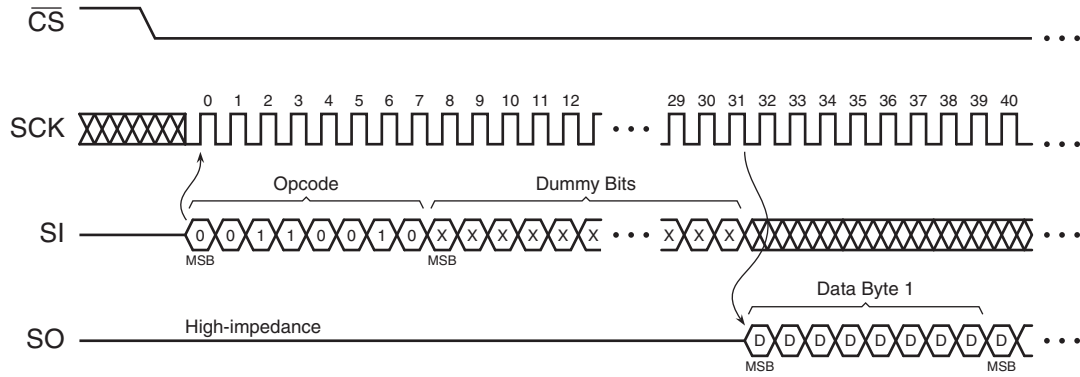 CS
0 1 2 3 4 5 6 7 8 9 10 11 12 29 30 31 32 33 34 35 36 37 38 39 40
SCK
Opcode Dummy Bits
SI 0 0 1 1 0 0 1 0 X X X X X X X X X
MSB MSB
Data Byte 1
High-impedance
SO D D D D D D D D D
MSB MSB